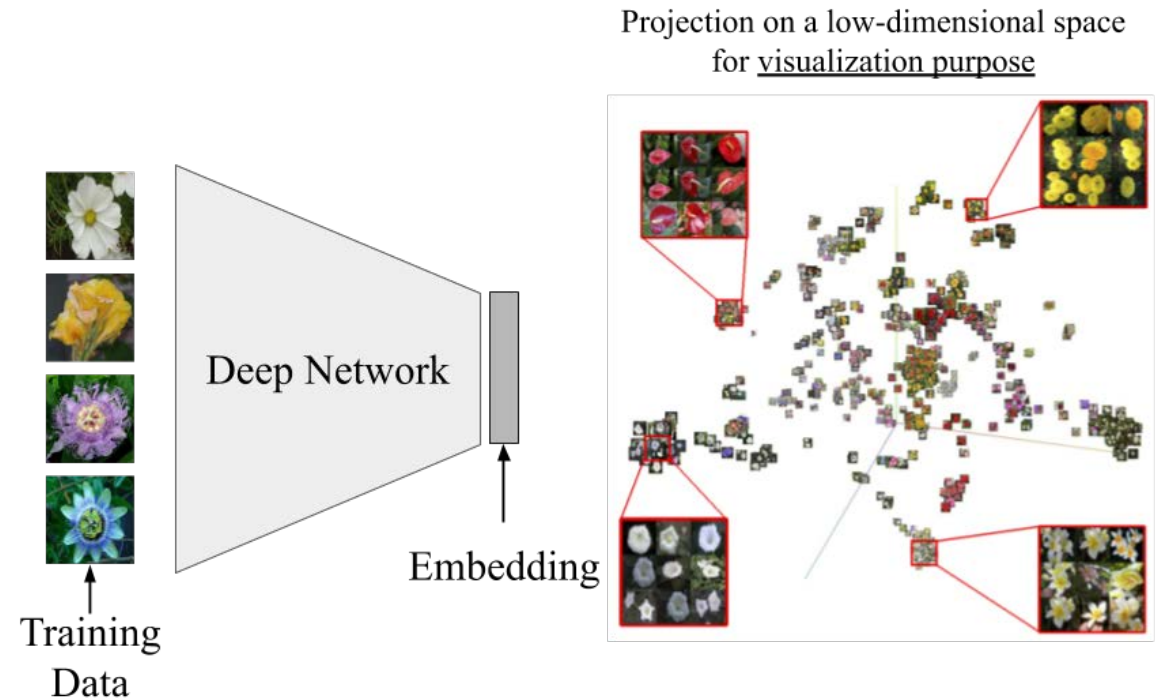 Projection on a low-dimensional space
for visualization purpose
Deep Network
Embedding
Training
Data